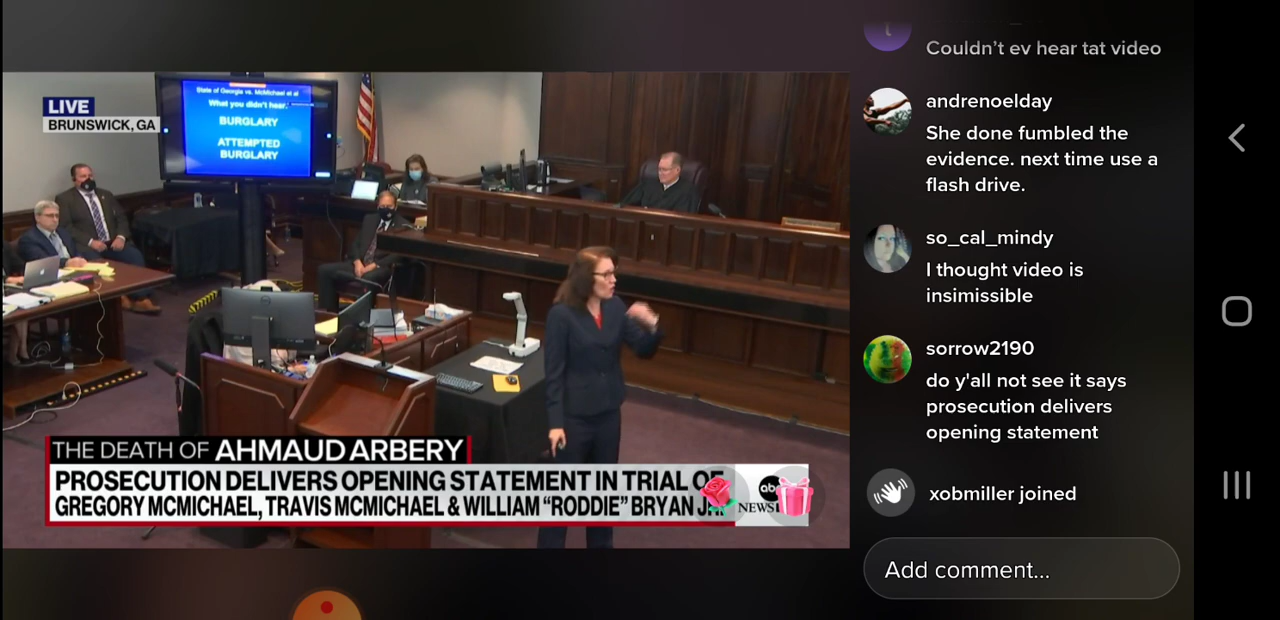 LIVE
BRUNSWICK, GA
State of Georgia vs. McMichael et al
What you didn't hear.
BURGLARY
ATTEMPTED
BURGLARY
THE DEATH OF AHMAUD ARBERY
PROSECUTION DELIVERS OPENING STATEMENT IN TRIAL OF
GREGORY MCMICHAEL, TRAVIS MCMICHAEL & WILLIAM "RODDIE" BRYAN JR.
abc
NEWS
Couldn't ev hear tat video
andrenoelday
She done fumbled the
evidence. next time use a
flash drive.
so_cal_mindy
I thought video is
insimissible
sorrow2190
do y'all not see it says
prosecution delivers
opening statement
xobmiller joined
Add comment...